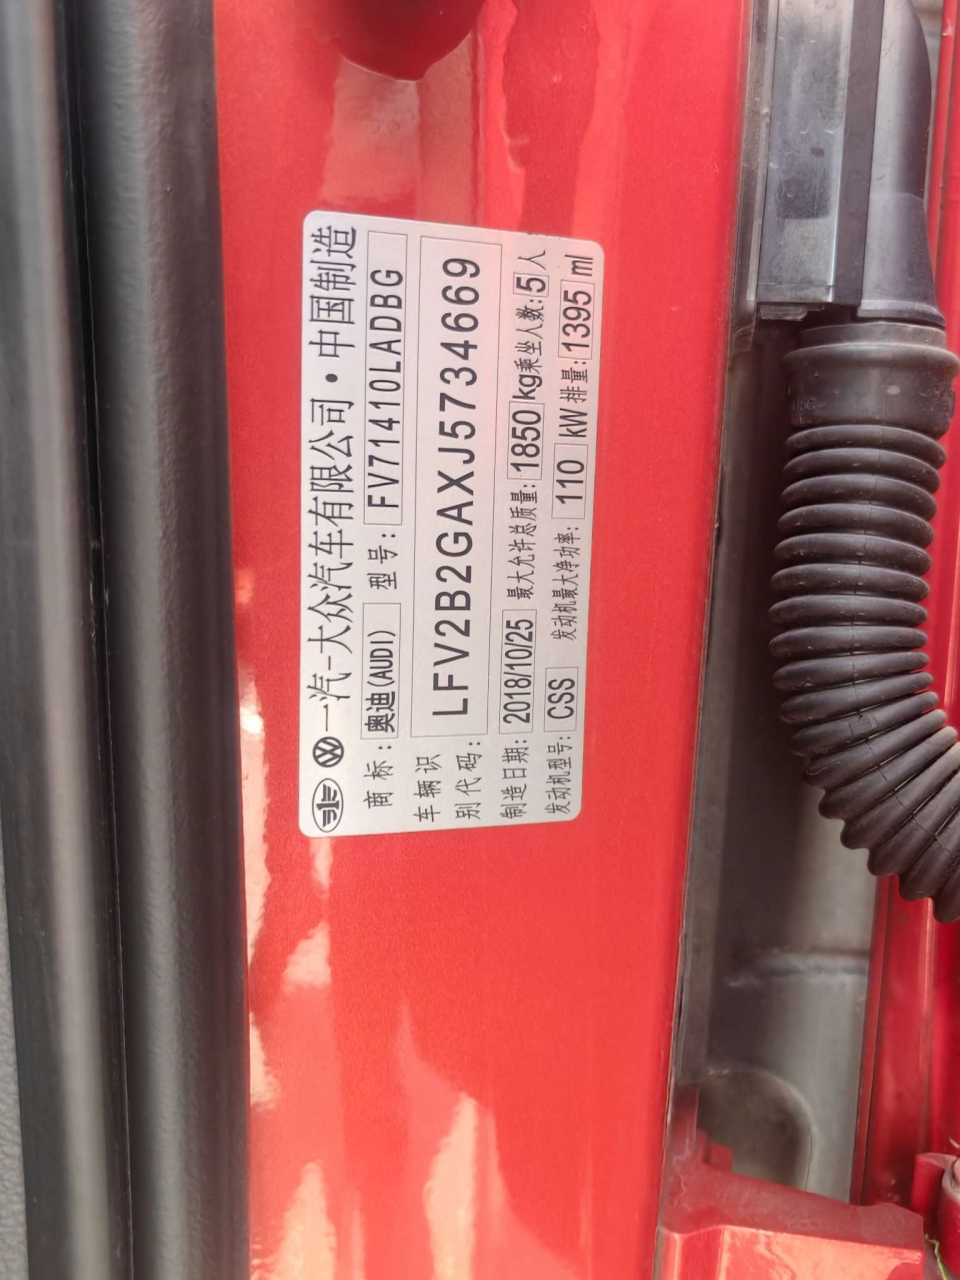 一汽-大众汽车有限公司·中国制造
商标: 奥迪(AUDI) 型号: FV71410LADBG
车辆识别代码: LFV2B2GAXJ5734669
制造日期: 2018/10/25 最大允许总质量: 1850 kg 乘坐人数: 5 人
发动机型号: CSS 发动机最大净功率: 110 kW 排量: 1395 ml